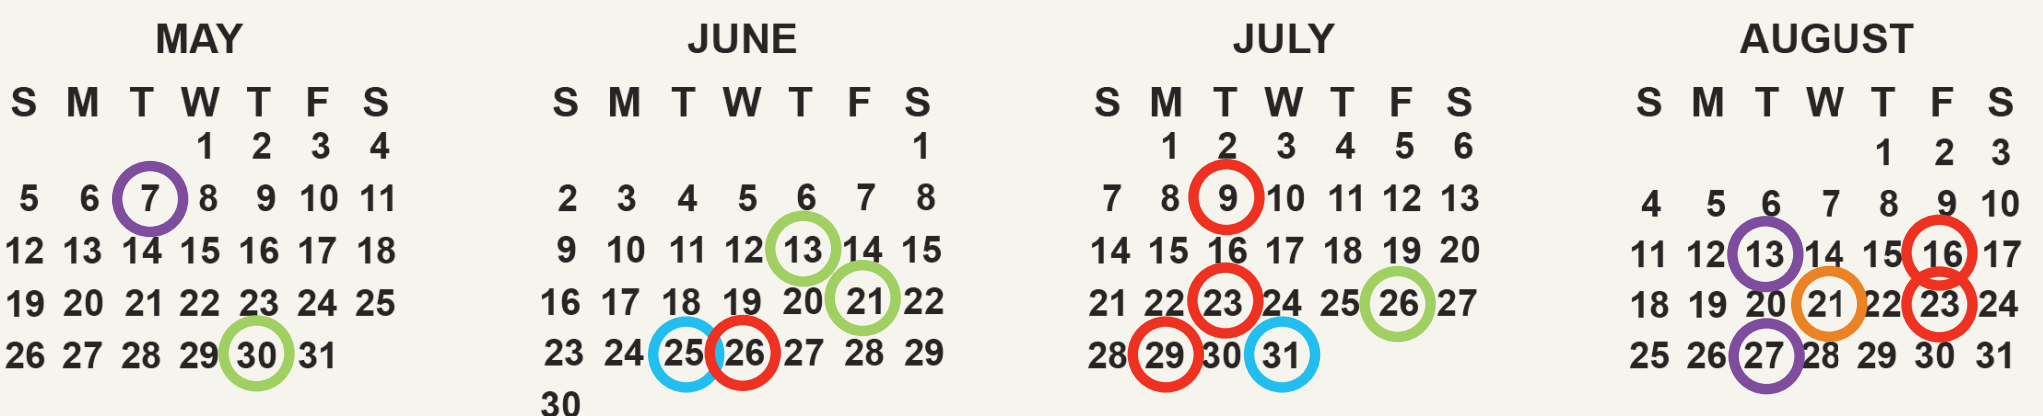 MAY
S M T W T F S
1 2 3 4
5 6 7 8 9 10 11
12 13 14 15 16 17 18
19 20 21 22 23 24 25
26 27 28 29 30 31
JUNE
S M T W T F S
1
2 3 4 5 6 7 8
9 10 11 12 13 14 15
16 17 18 19 20 21 22
23 24 25 26 27 28 29
30
JULY
S M T W T F S
1 2 3 4 5 6
7 8 9 10 11 12 13
14 15 16 17 18 19 20
21 22 23 24 25 26 27
28 29 30 31
AUGUST
S M T W T F S
1 2 3
4 5 6 7 8 9 10
11 12 13 14 15 16 17
18 19 20 21 22 23 24
25 26 27 28 29 30 31